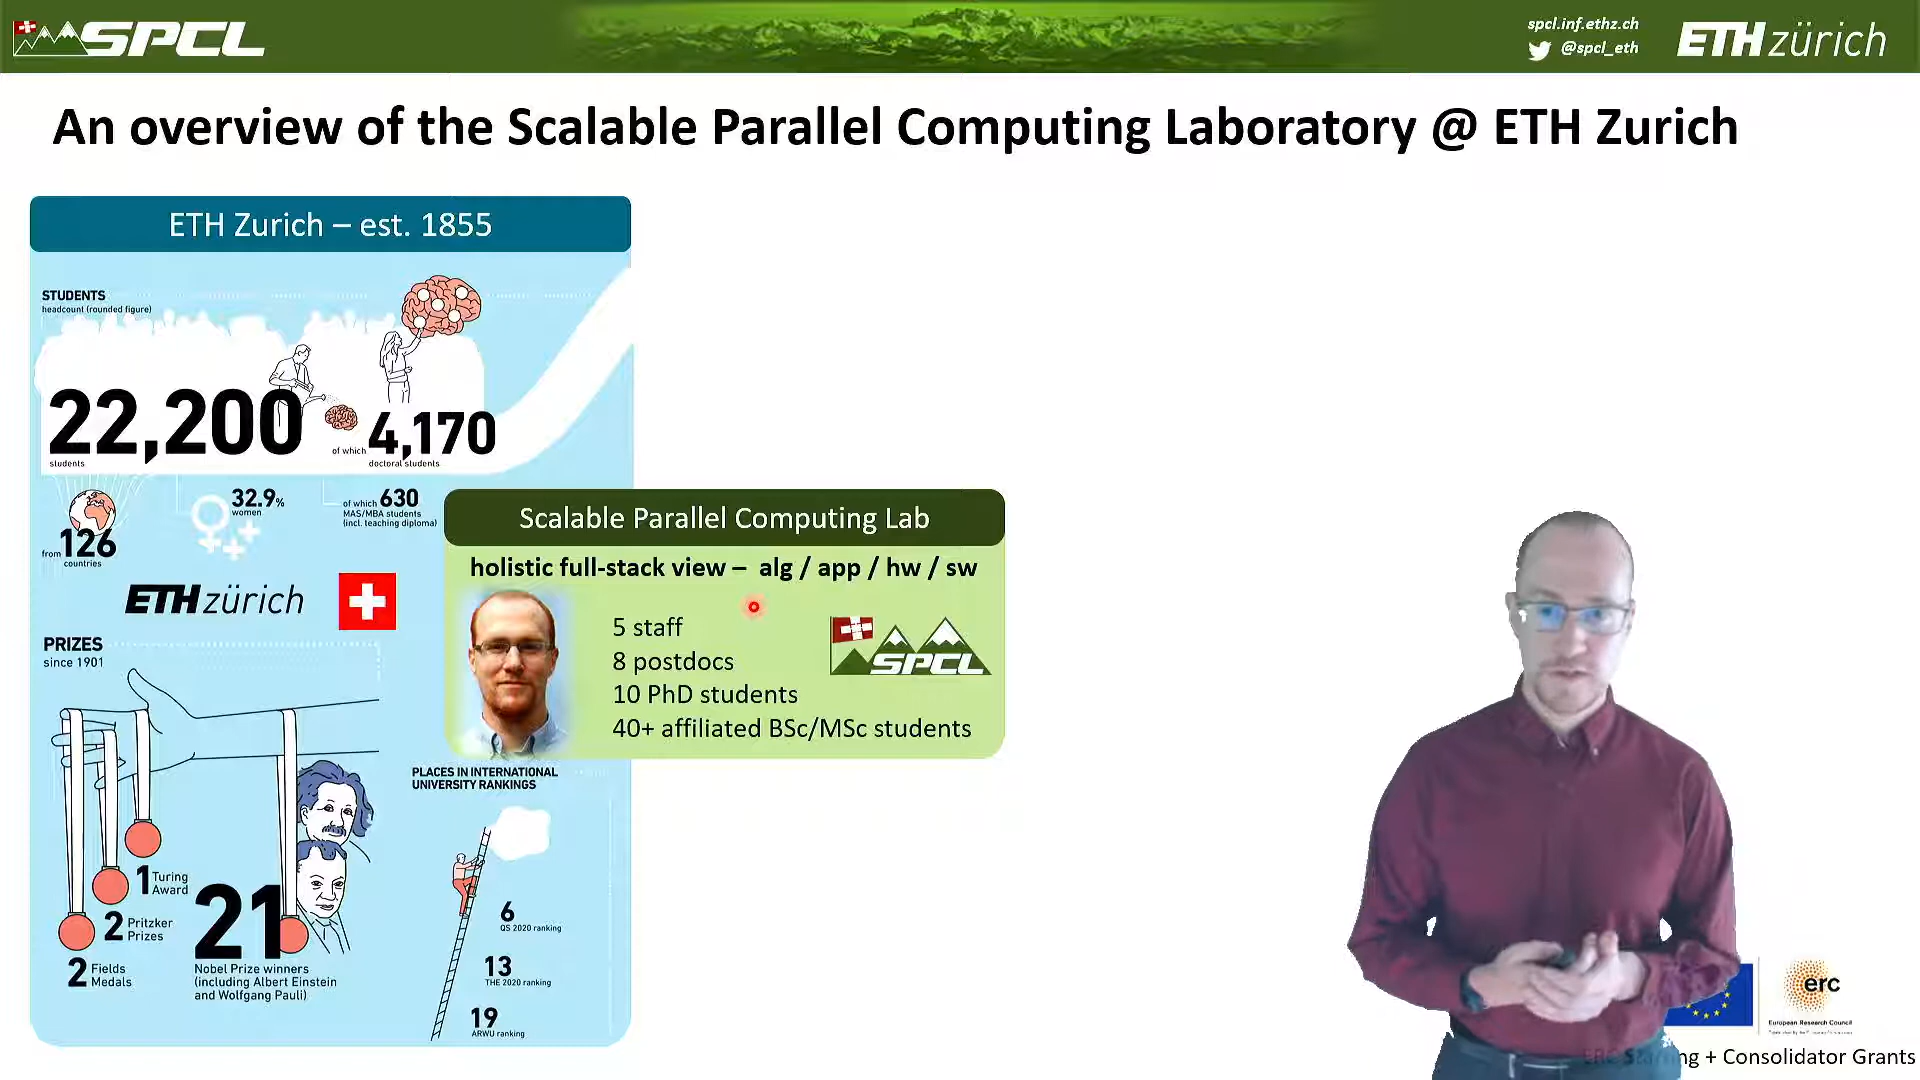 SPCL
spcl.inf.ethz.ch
@spcl_eth
ETH zürich
An overview of the Scalable Parallel Computing Laboratory @ ETH Zurich
ETH Zurich – est. 1855
STUDENTS
headcount (rounded figure)
22,200
students
of which 4,170
doctoral students
from 126
countries
32.9%
women
of which 630
MAS/MBA students
(incl. teaching diploma)
ETH zürich
PRIZES
since 1901
1 Turing
Award
2 Pritzker
Prizes
2 Fields
Medals
21
Nobel Prize winners
(including Albert Einstein
and Wolfgang Pauli)
PLACES IN INTERNATIONAL
UNIVERSITY RANKINGS
6
QS 2020 ranking
13
THE 2020 ranking
19
ARWU ranking
Scalable Parallel Computing Lab
holistic full-stack view – alg / app / hw / sw
5 staff
8 postdocs
10 PhD students
40+ affiliated BSc/MSc students
SPCL
erc
European Research Council
+ Consolidator Grants